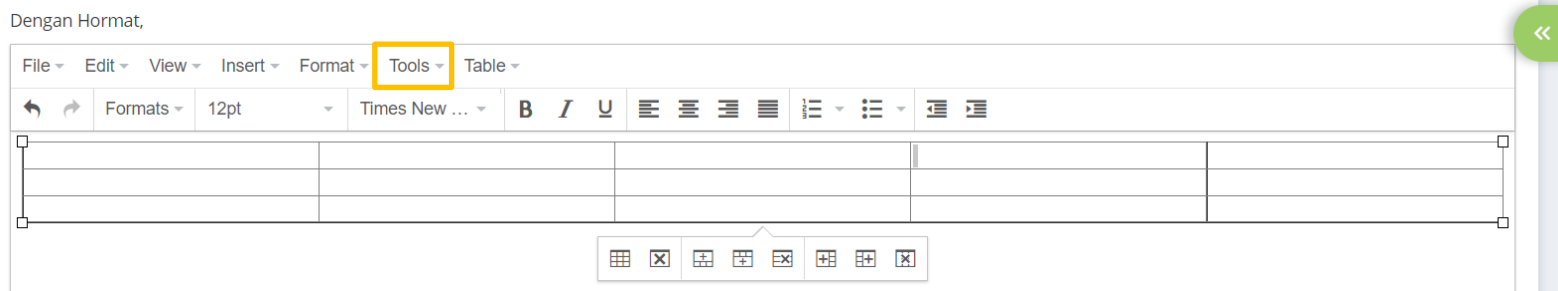 Dengan Hormat,
File Edit View Insert Format Tools Table
Formats 12pt Times New ... B I U